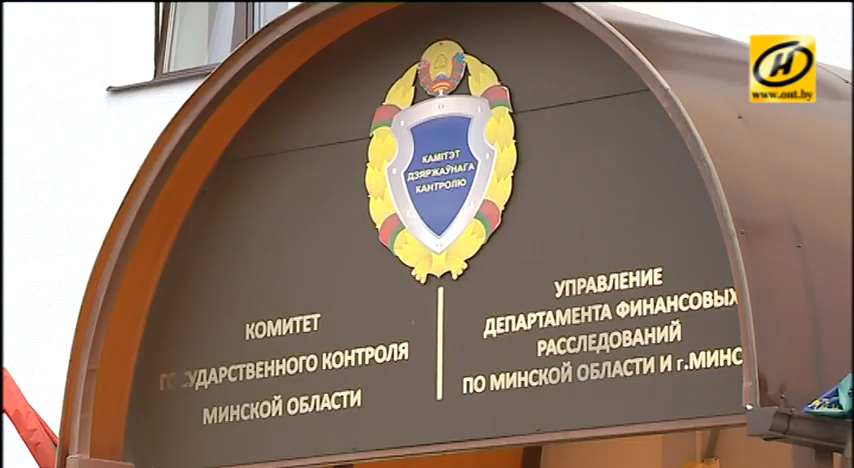 www.ont.by
КАМІТЭТ
ДЗЯРЖАЎНАГА
КАНТРОЛЮ
КОМИТЕТ
ГОСУДАРСТВЕННОГО КОНТРОЛЯ
МИНСКОЙ ОБЛАСТИ
УПРАВЛЕНИЕ
ДЕПАРТАМЕНТА ФИНАНСОВЫХ
РАССЛЕДОВАНИЙ
ПО МИНСКОЙ ОБЛАСТИ И г.МИНС